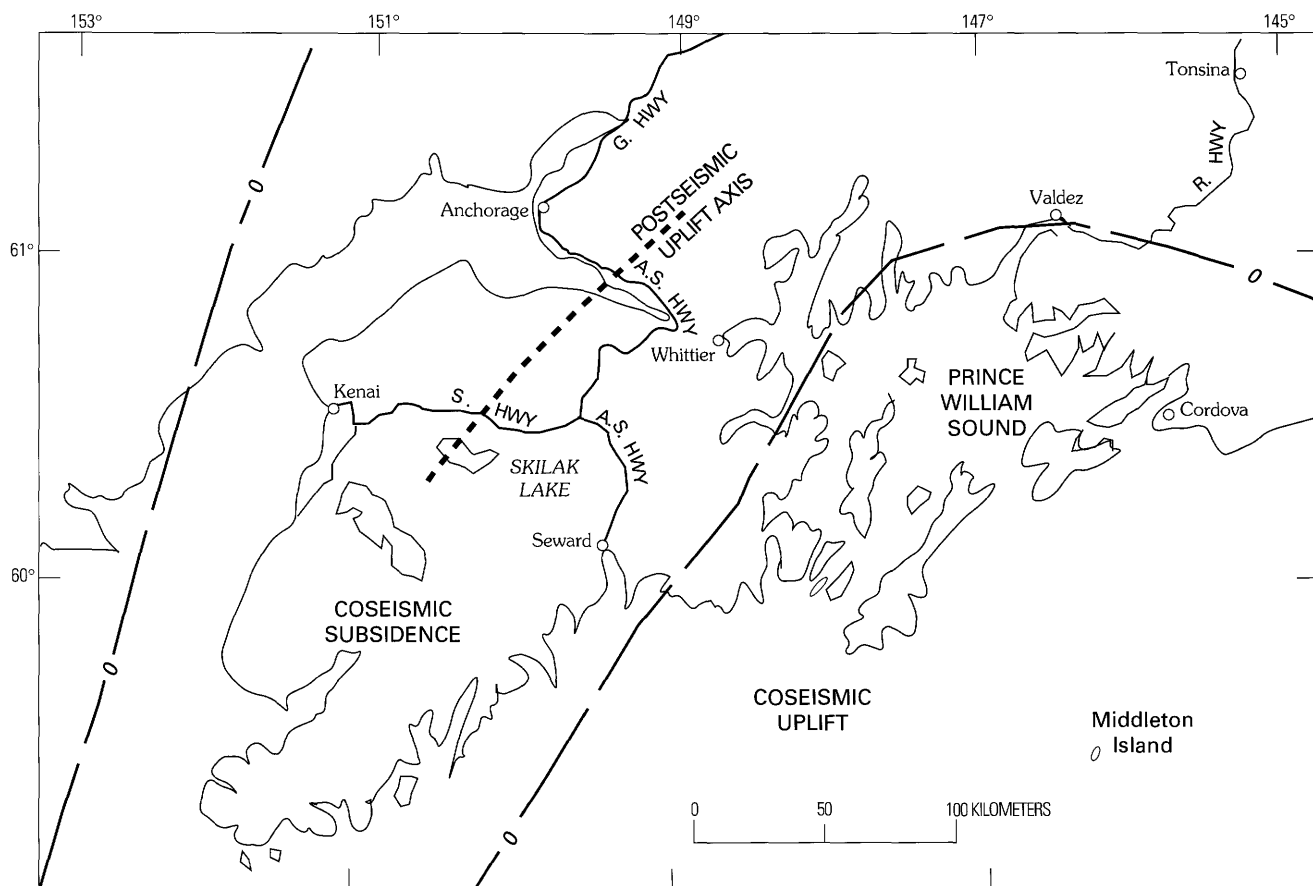 153°
151°
149°
147°
145°
Tonsina
G. HWY
R. HWY
POSTSEISMIC
UPLIFT AXIS
Valdez
Anchorage
61°
61°
A.S. HWY
0
0
Whittier
Kenai
PRINCE
WILLIAM
SOUND
S. HWY
A.S. HWY
Cordova
SKILAK
LAKE
Seward
60°
COSEISMIC
SUBSIDENCE
0
COSEISMIC
UPLIFT
Middleton
Island
0
0 50 100 KILOMETERS